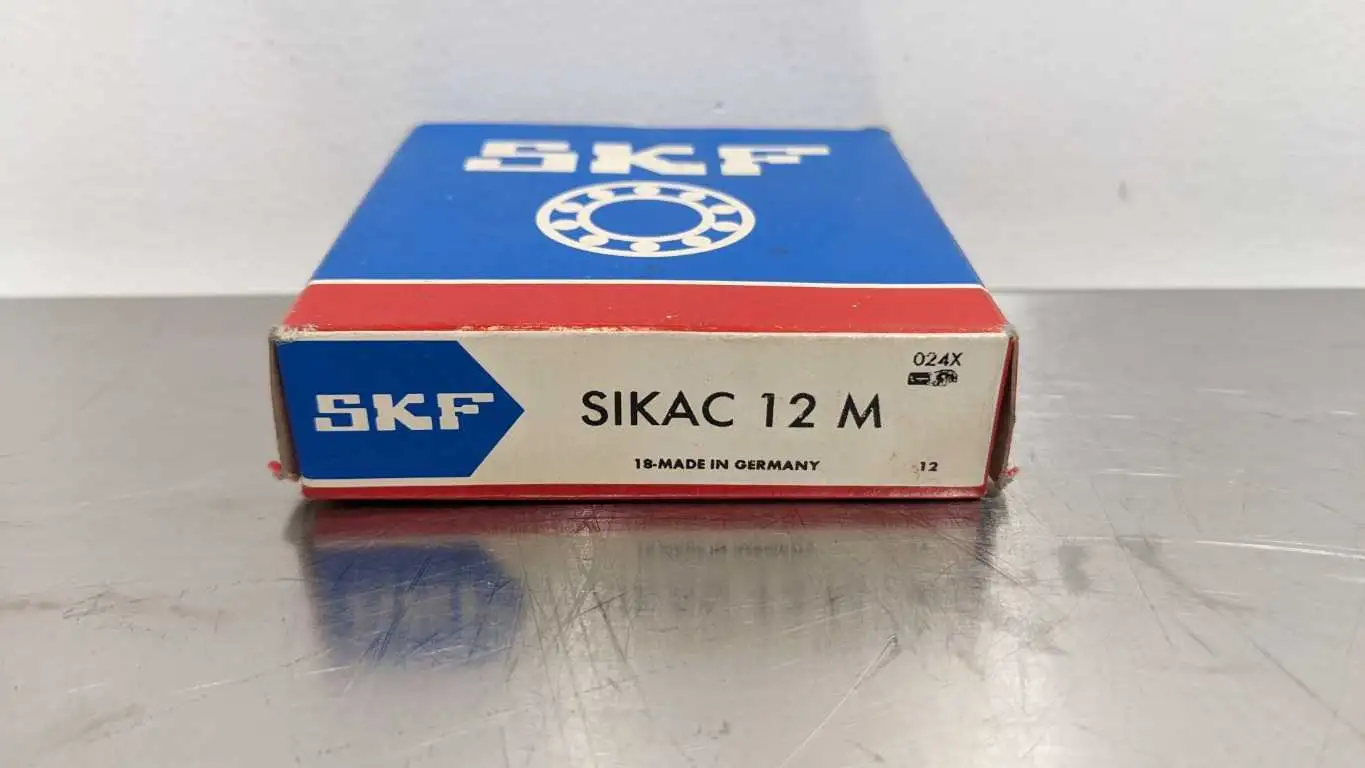 SKF
SKF
SIKAC 12 M
024X
18-MADE IN GERMANY
12